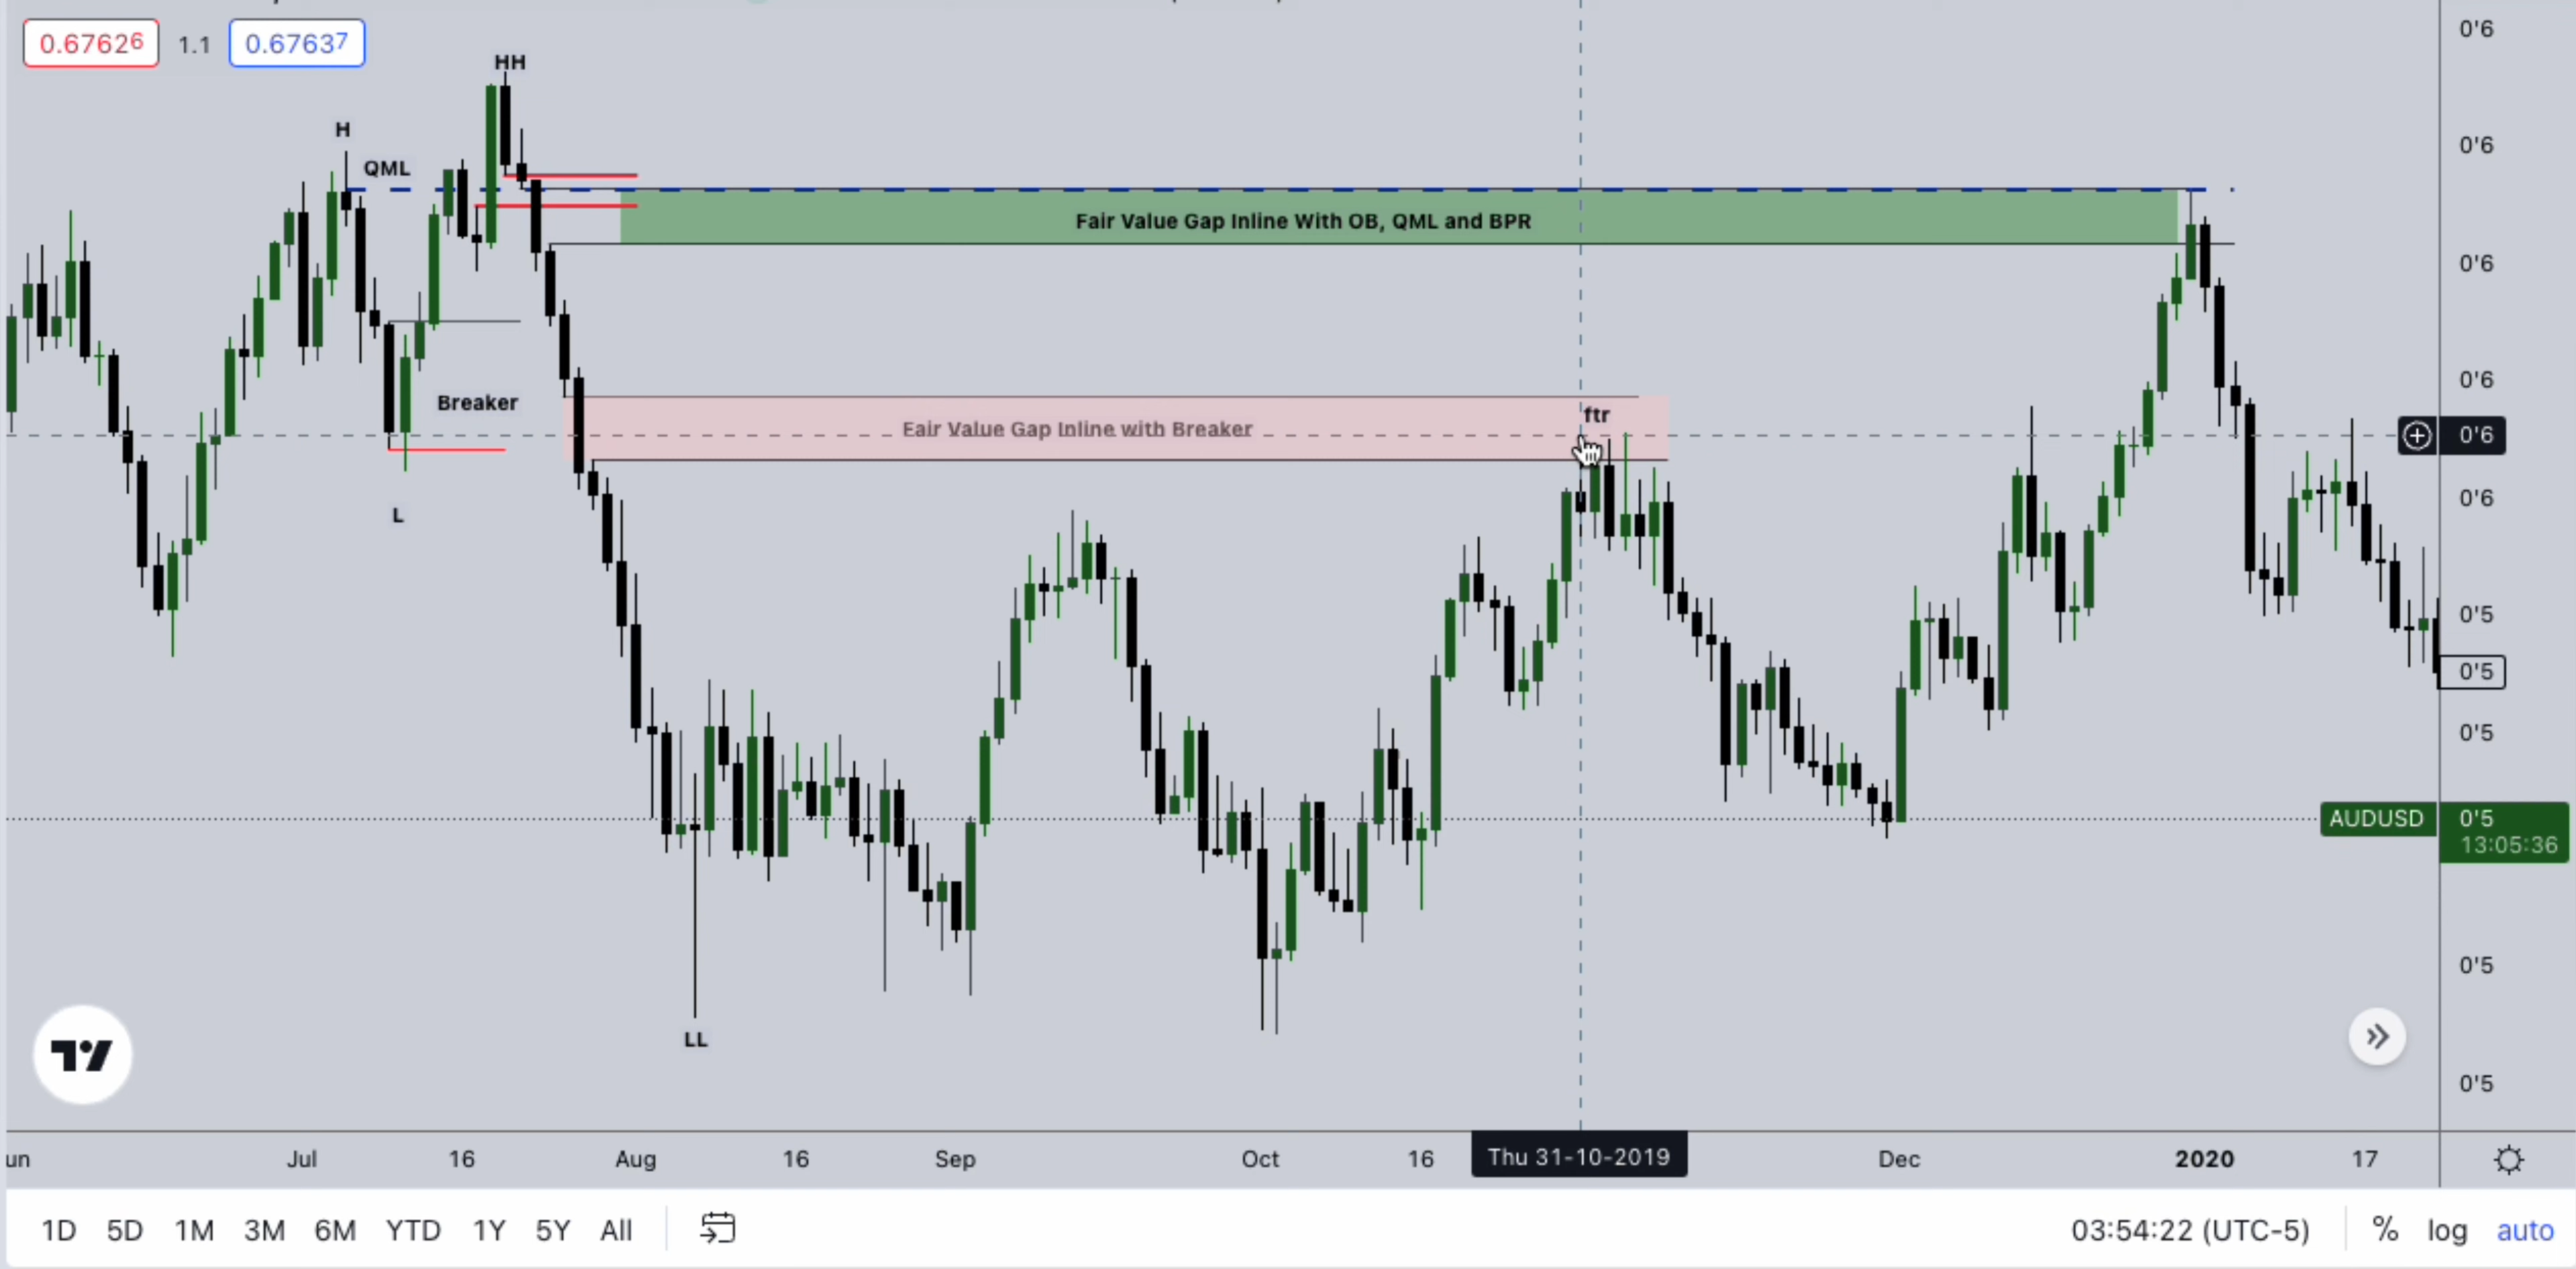 0.67626 1.1 0.67637
HH
H
QML
Fair Value Gap Inline With OB, QML and BPR
Breaker
ftr
Fair Value Gap Inline with Breaker
L
LL
0'6
0'6
0'6
0'6
0'6
0'6
0'5
0'5
0'5
AUDUSD 0'5
13:05:36
0'5
0'5
un Jul 16 Aug 16 Sep Oct 16 Thu 31-10-2019 Dec 2020 17
1D 5D 1M 3M 6M YTD 1Y 5Y All 03:54:22 (UTC-5) % log auto